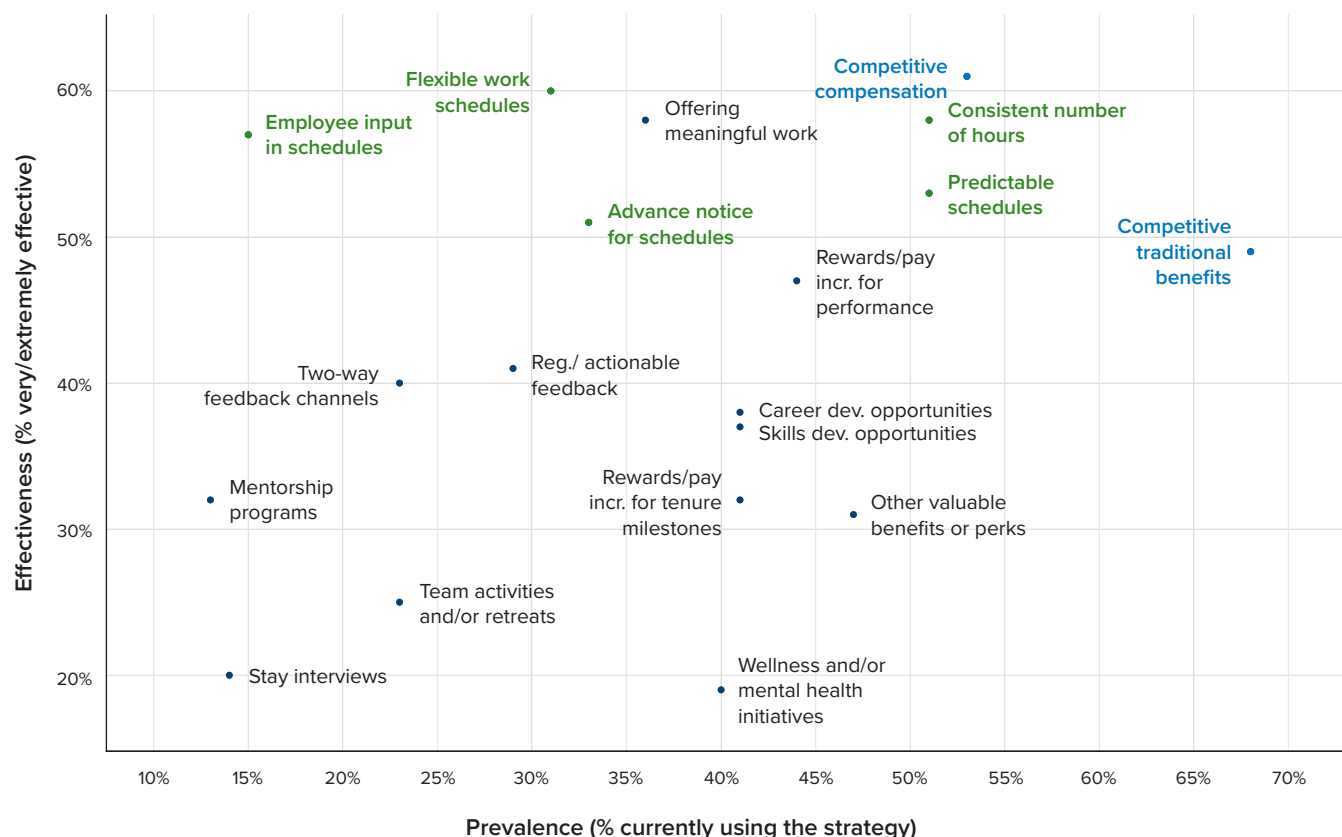 Effectiveness (% very/extremely effective)
60%
50%
40%
30%
20%
Flexible work
schedules
Employee input
in schedules
Offering
meaningful work
Competitive
compensation
Consistent number
of hours
Predictable
schedules
Advance notice
for schedules
Competitive
traditional
benefits
Rewards/pay
incr. for
performance
Two-way
feedback channels
Reg./ actionable
feedback
Career dev. opportunities
Skills dev. opportunities
Mentorship
programs
Rewards/pay
incr. for tenure
milestones
Other valuable
benefits or perks
Team activities
and/or retreats
Stay interviews
Wellness and/or
mental health
initiatives
10% 15% 20% 25% 30% 35% 40% 45% 50% 55% 60% 65% 70%
Prevalence (% currently using the strategy)